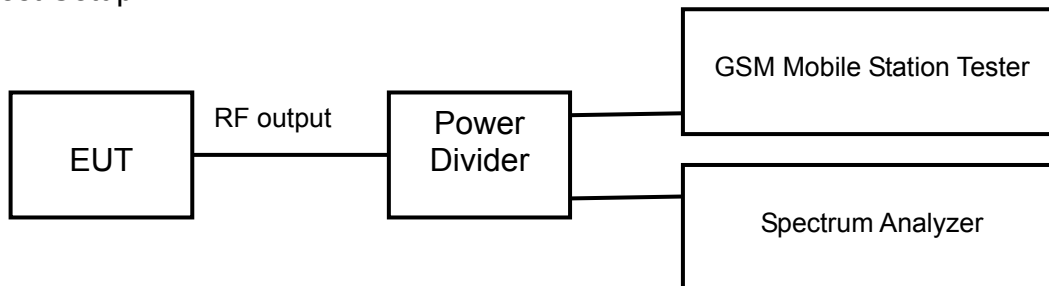 GSM Mobile Station Tester
RF output
EUT
Power
Divider
Spectrum Analyzer